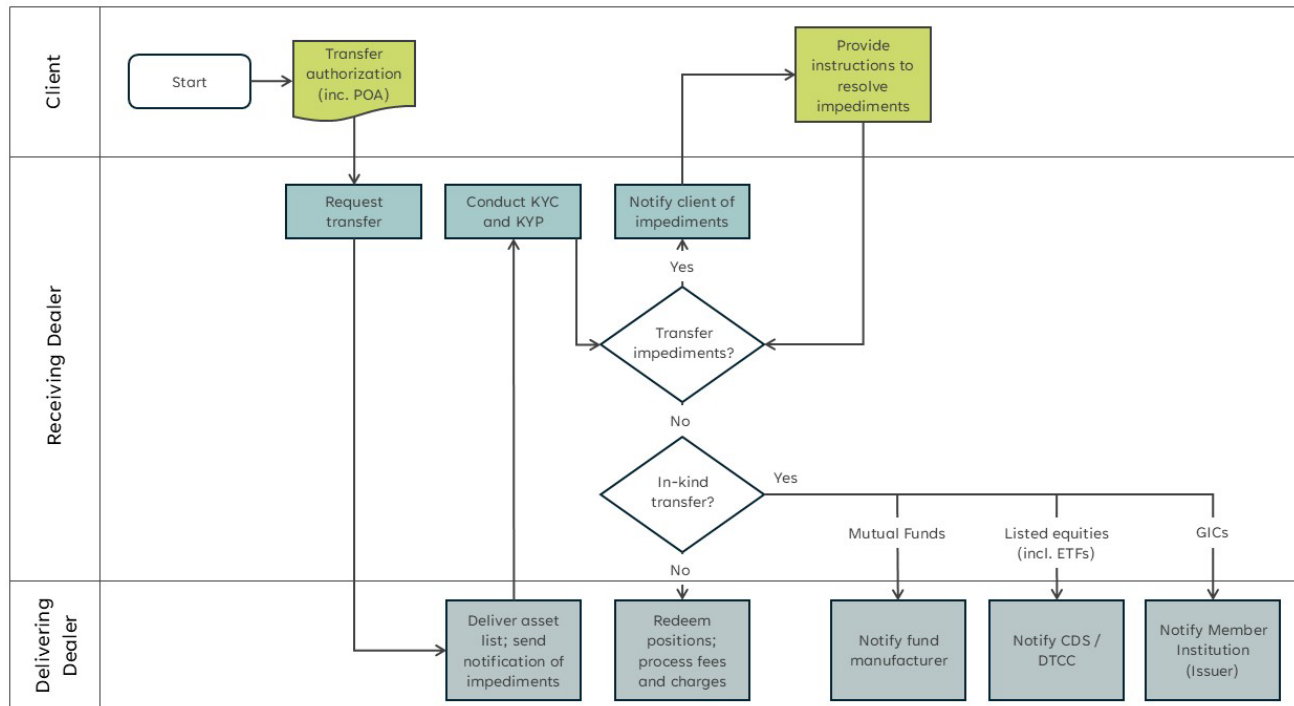 Client
Start
Transfer
authorization
(inc. POA)
Provide
instructions to
resolve
impediments
Receiving Dealer
Request
transfer
Conduct KYC
and KYP
Notify client of
impediments
Yes
Transfer
impediments?
No
In-kind
transfer?
Yes
Mutual Funds
Listed equities
(incl. ETFs)
GICs
No
Delivering
Dealer
Deliver asset
list; send
notification of
impediments
Redeem
positions;
process fees
and charges
Notify fund
manufacturer
Notify CDS /
DTCC
Notify Member
Institution
(Issuer)